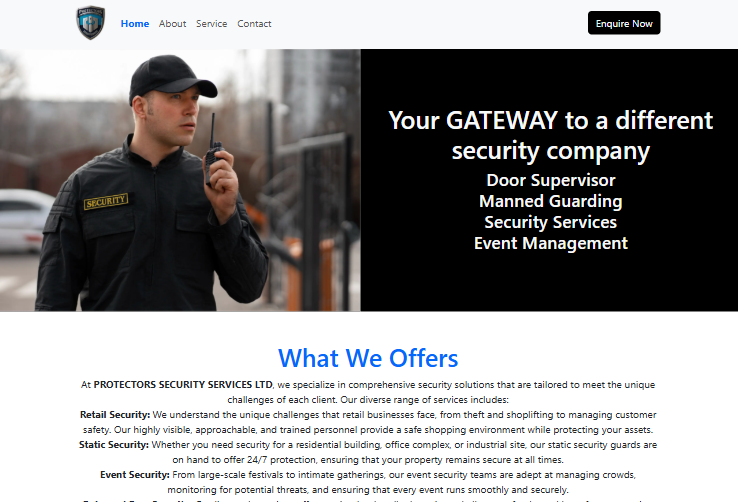 Home About Service Contact
Enquire Now
SECURITY
Your GATEWAY to a different
security company
Door Supervisor
Manned Guarding
Security Services
Event Management
What We Offers
At PROTECTORS SECURITY SERVICES LTD, we specialize in comprehensive security solutions that are tailored to meet the unique
challenges of each client. Our diverse range of services includes:
Retail Security: We understand the unique challenges that retail businesses face, from theft and shoplifting to managing customer
safety. Our highly visible, approachable, and trained personnel provide a safe shopping environment while protecting your assets.
Static Security: Whether you need security for a residential building, office complex, or industrial site, our static security guards are
on hand to offer 24/7 protection, ensuring that your property remains secure at all times.
Event Security: From large-scale festivals to intimate gatherings, our event security teams are adept at managing crowds,
monitoring for potential threats, and ensuring that every event runs smoothly and securely.